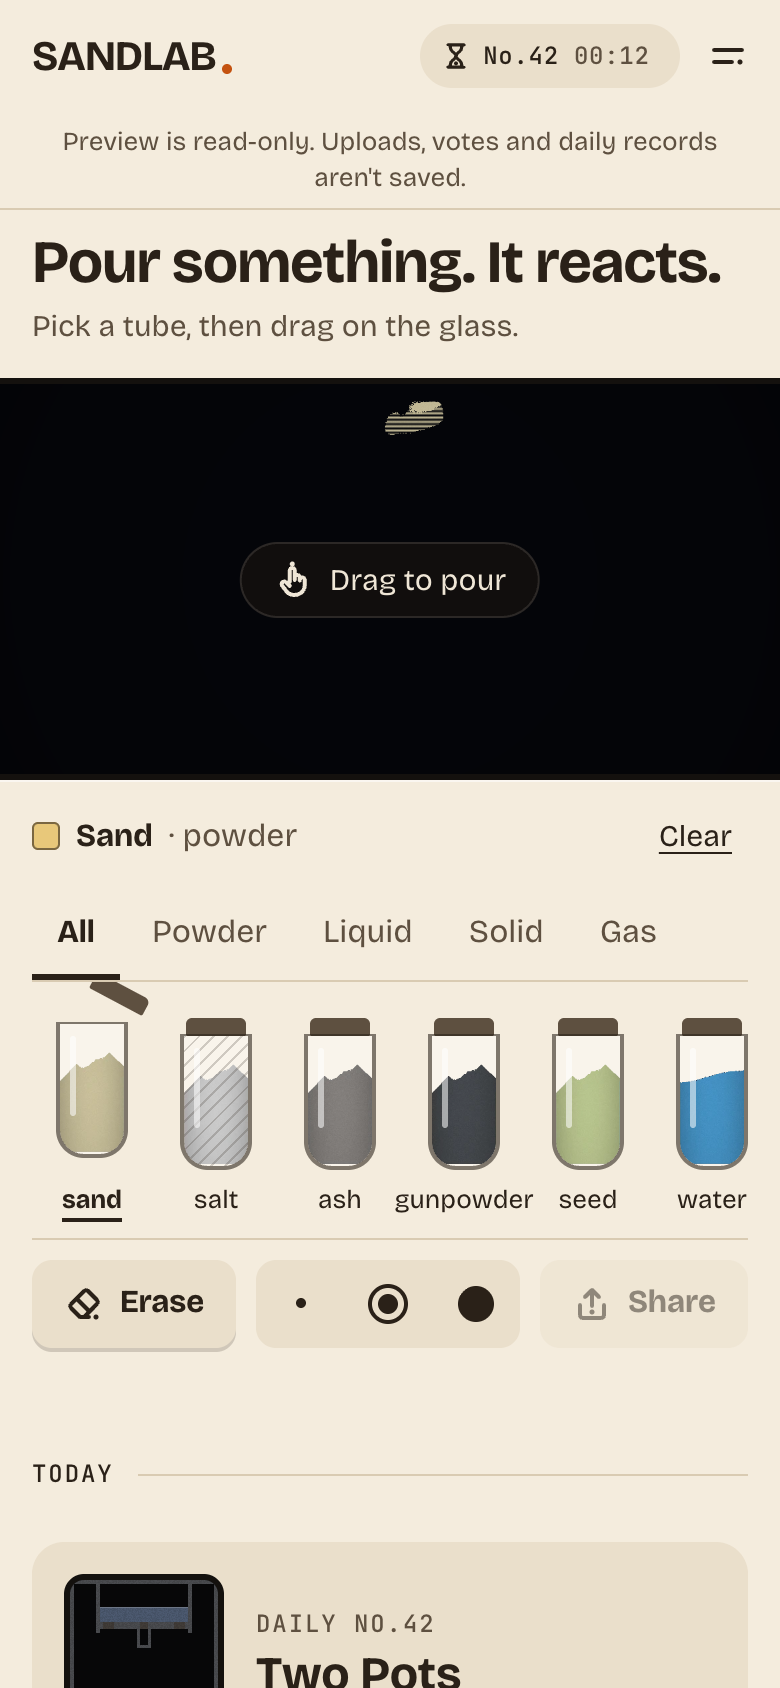 SANDLAB.
No.42 00:12
Preview is read-only. Uploads, votes and daily records
aren't saved.
Pour something. It reacts.
Pick a tube, then drag on the glass.
Drag to pour
Sand · powder
Clear
All Powder Liquid Solid Gas
sand salt ash gunpowder seed water
Erase
Share
TODAY
DAILY NO.42
Two Pots